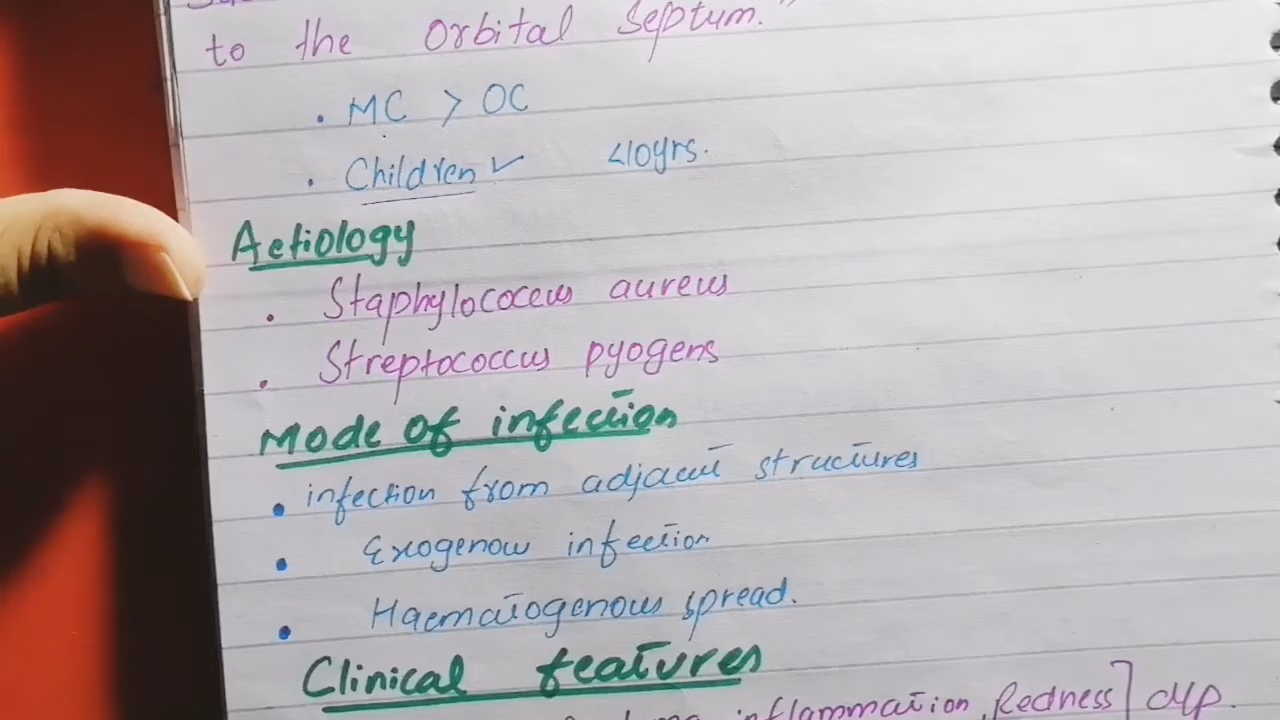 to the Orbital Septum."
. MC > OC
. Children ✓ <10yrs.
Aetiology
. Staphylococcus aureus
. Streptococcus pyogens
Mode of infection
• infection from adjacent structures
• Exogenous infection
• Haematogenous spread.
Clinical features
inflammation, Redness]